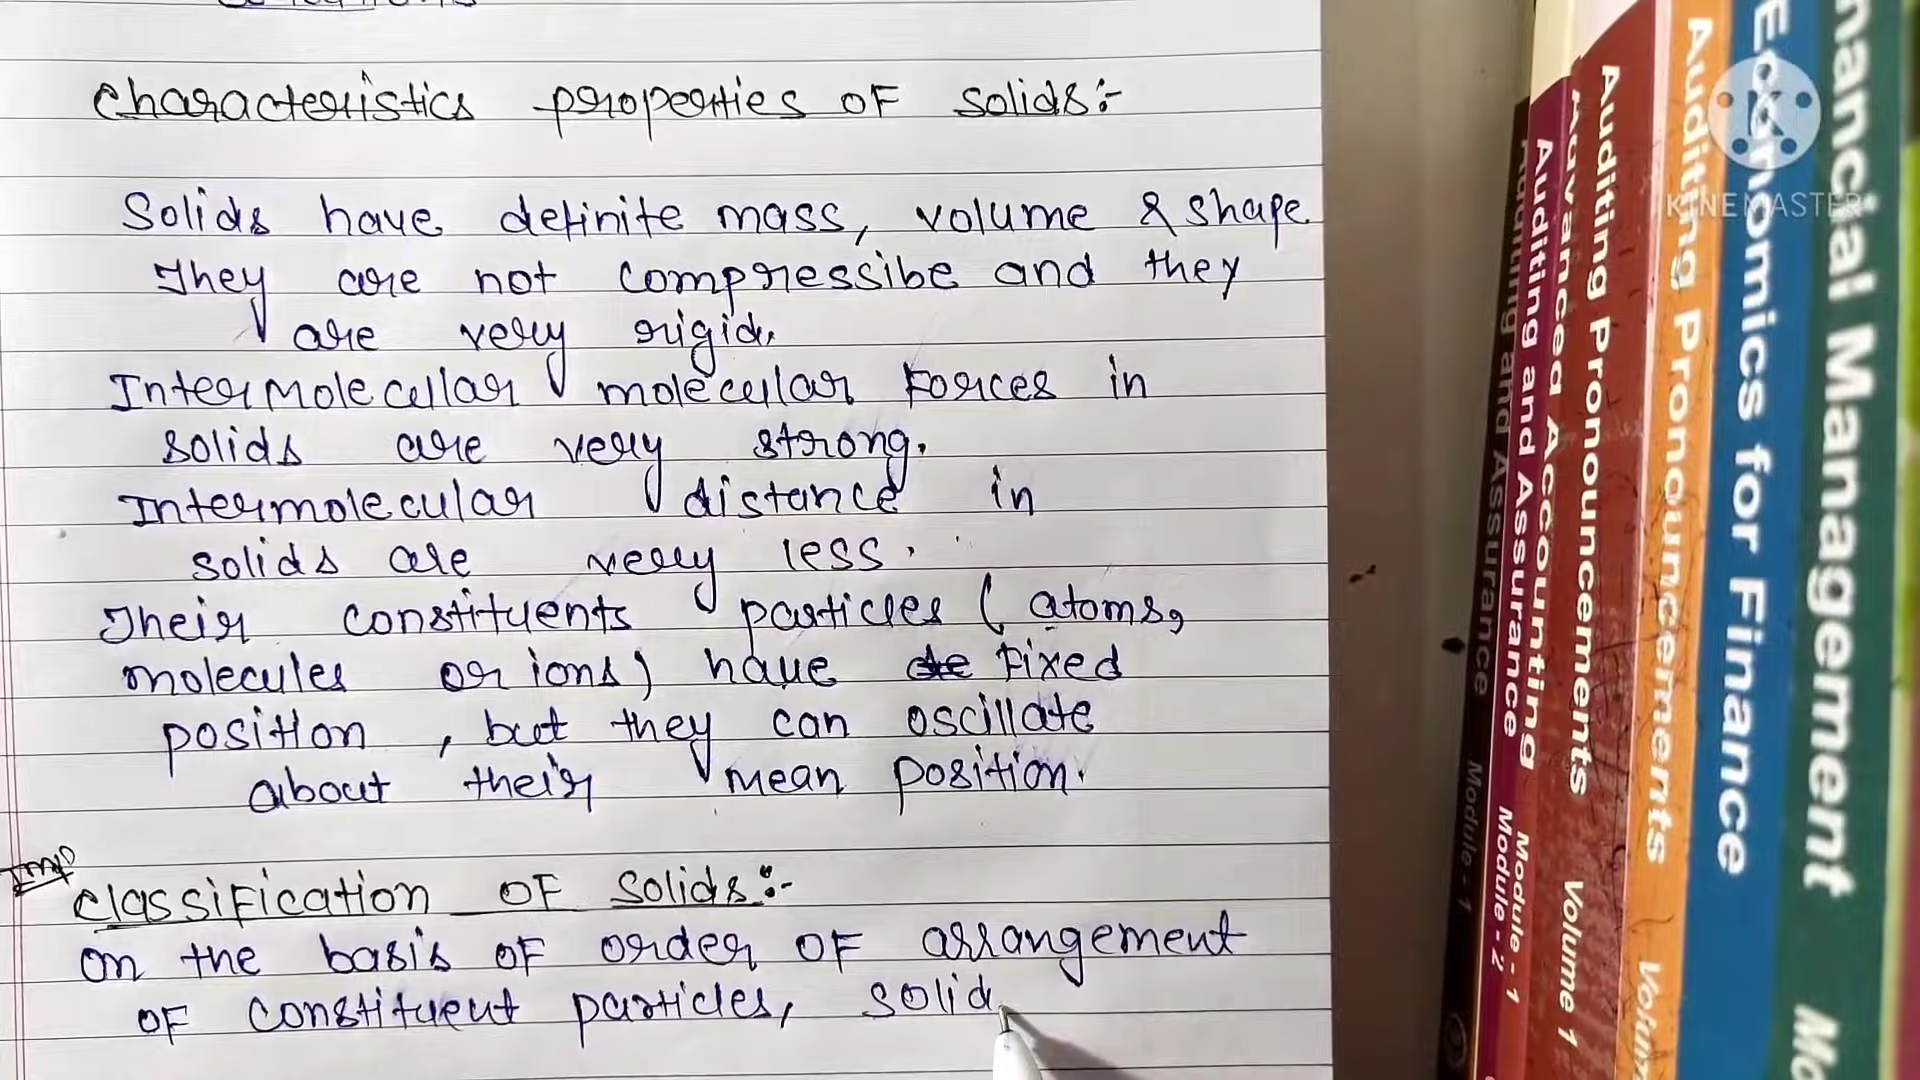 Characteristics properties OF solids:-
Solids have definite mass, volume & shape
They are not compressibe and they
are very rigid.
Intermolecular molecular Forces in
solids are very strong.
Intermolecular distance in
solids are very less.
Their constituents particles ( atoms,
molecules or ions) have de Fixed
position , but they can oscillate
about their mean position.
Imp
Classification OF Solids:-
on the basis OF order OF arrangement
OF constituent particles, solid
Auditing and Assurance Module - 1
Auditing and Assurance Module - 2
Advanced Accounting Module - 1
Auditing Pronouncements Volume 1
Auditing Pronouncements
Economics for Finance
Financial Management
K
KINEMASTER